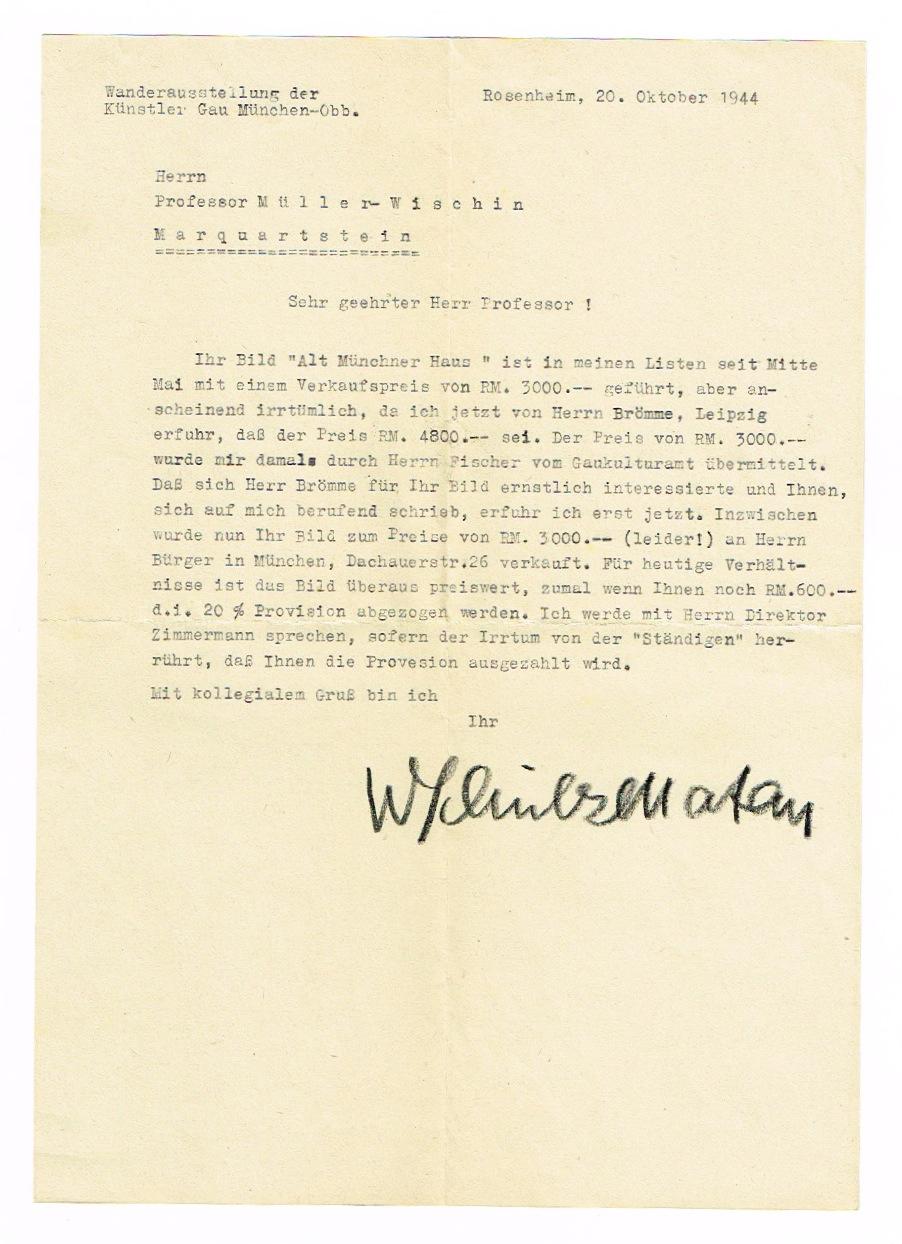 Wanderausstellung der
Künstler Gau München-Obb.
Rosenheim, 20. Oktober 1944
Herrn
Professor M ü l l e r- W i s c h i n
M a r q u a r t s t e i n
==========================
Sehr geehrter Herr Professor !
Ihr Bild "Alt Münchner Haus " ist in meinen Listen seit Mitte
Mai mit einem Verkaufspreis von RM. 3000.-- geführt, aber an-
scheinend irrtümlich, da ich jetzt von Herrn Brömme, Leipzig
erfuhr, daß der Preis RM. 4800.-- sei. Der Preis von RM. 3000.--
wurde mir damals durch Herrn Fischer vom Gaukulturamt übermittelt.
Daß sich Herr Brömme für Ihr Bild ernstlich interessierte und Ihnen,
sich auf mich berufend schrieb, erfuhr ich erst jetzt. Inzwischen
wurde nun Ihr Bild zum Preise von RM. 3000.-- (leider!) an Herrn
Bürger in München, Dachauerstr.26 verkauft. Für heutige Verhält-
nisse ist das Bild überaus preiswert, zumal wenn Ihnen noch RM.600.--
d.i. 20 % Provision abgezogen werden. Ich werde mit Herrn Direktor
Zimmermann sprechen, sofern der Irrtum von der "Ständigen" her-
rührt, daß Ihnen die Provesion ausgezahlt wird.
Mit kollegialem Gruß bin ich
Ihr